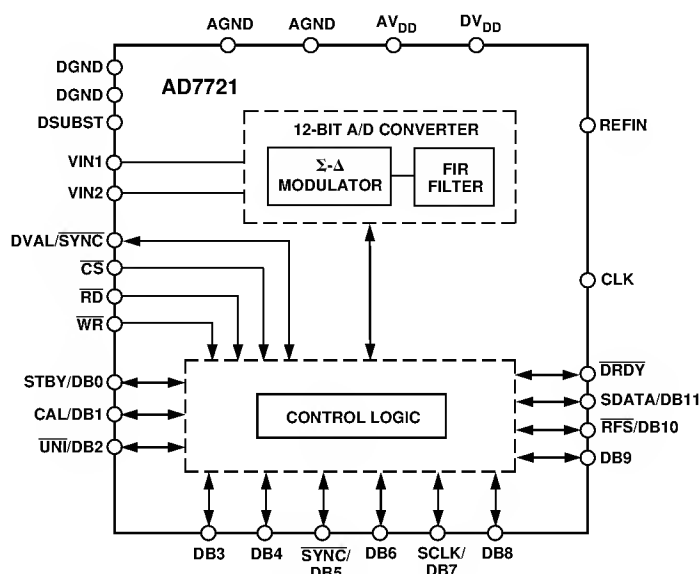 AGND AGND AVDD DVDD
DGND
DGND
DSUBST
VIN1
VIN2
DVAL/SYNC
CS
RD
WR
STBY/DB0
CAL/DB1
UNI/DB2
AD7721
12-BIT A/D CONVERTER
Σ-Δ
MODULATOR
FIR
FILTER
CONTROL LOGIC
REFIN
CLK
DRDY
SDATA/DB11
RFS/DB10
DB9
DB3
DB4
SYNC/
DB5
DB6
SCLK/
DB7
DB8